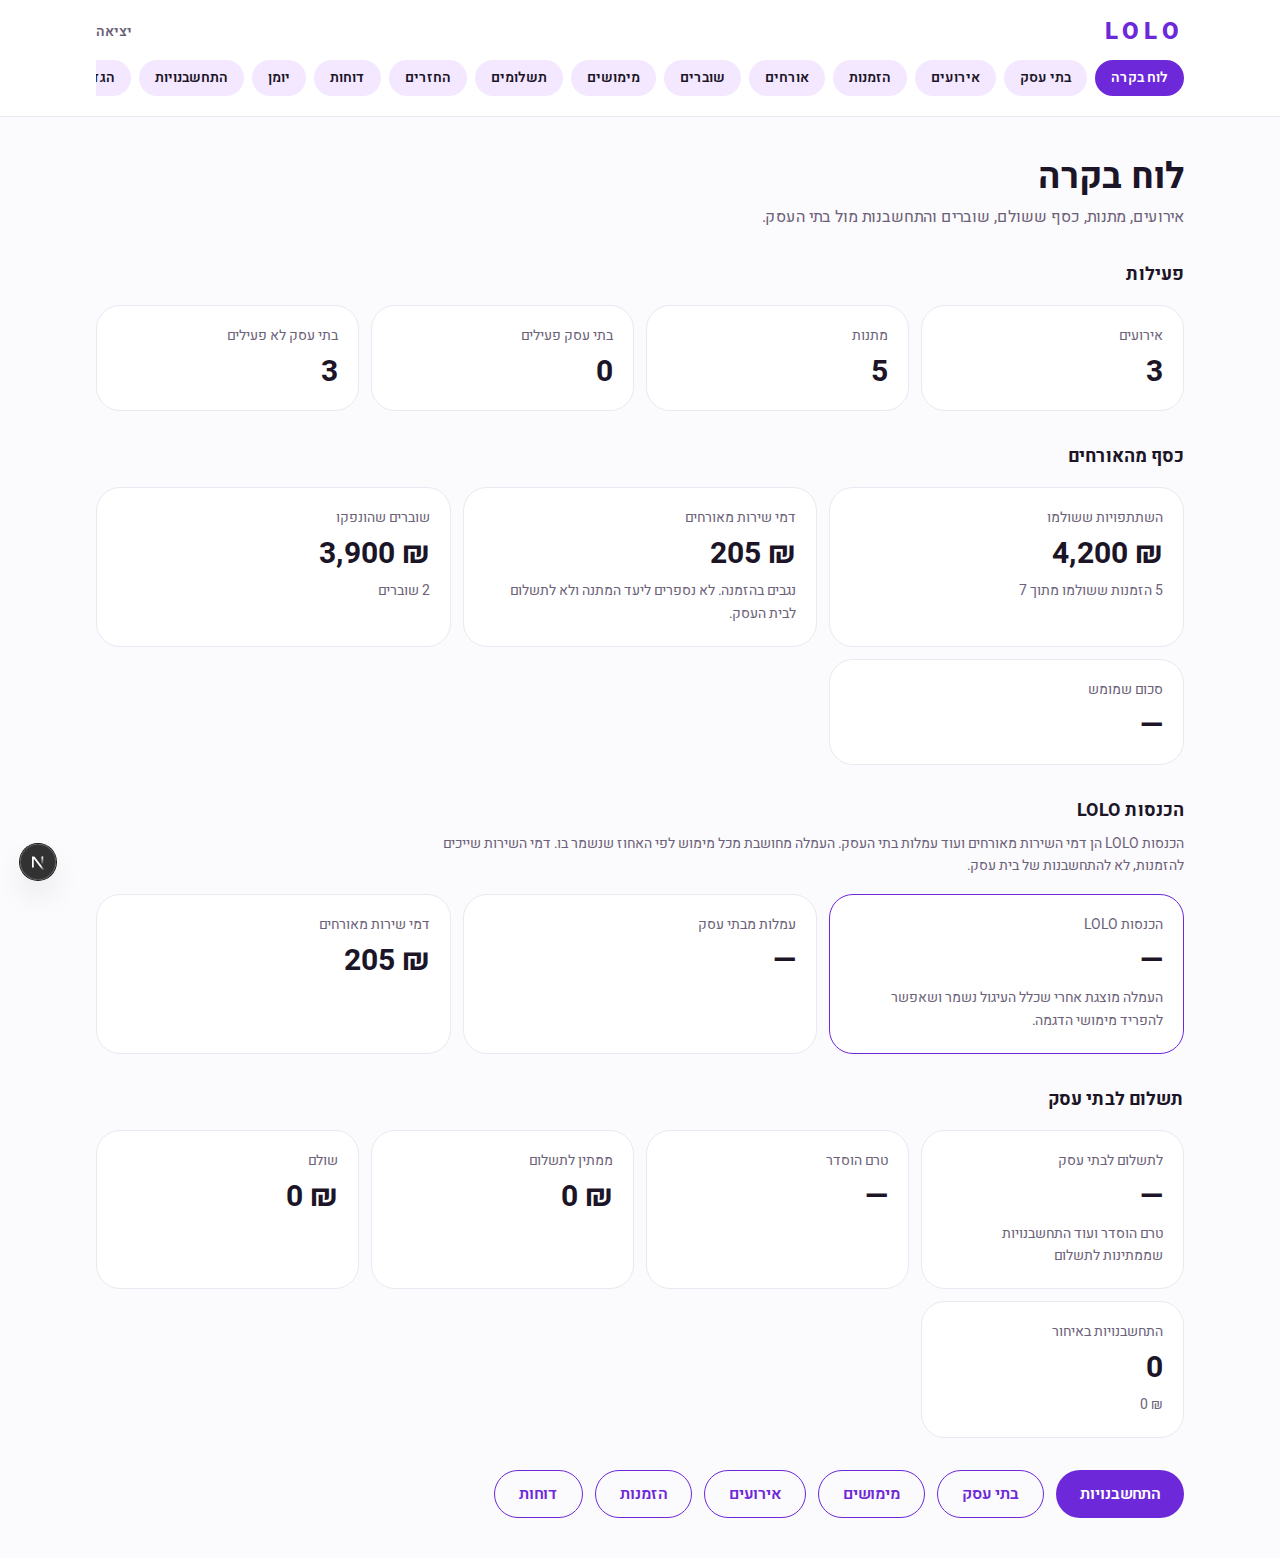 LOLO
יציאה
לוח בקרה
בתי עסק
אירועים
הזמנות
אורחים
שוברים
מימושים
תשלומים
החזרים
דוחות
יומן
התחשבנויות
לוח בקרה
אירועים, מתנות, כסף ששולם, שוברים והתחשבנות מול בתי העסק.
פעילות
אירועים
3
מתנות
5
בתי עסק פעילים
0
בתי עסק לא פעילים
3
כסף מהאורחים
השתתפויות ששולמו
4,200 ₪
5 הזמנות ששולמו מתוך 7
דמי שירות מאורחים
205 ₪
נגבים בהזמנה. לא נספרים ליעד המתנה ולא לתשלום
לבית העסק.
שוברים שהונפקו
3,900 ₪
2 שוברים
סכום שמומש
—
הכנסות LOLO
הכנסות LOLO הן דמי השירות מאורחים ועוד עמלות בתי העסק. העמלה מחושבת מכל מימוש לפי האחוז שנשמר בו. דמי השירות שייכים
להזמנות, לא להתחשבנות של בית עסק.
הכנסות LOLO
—
העמלה מוצגת אחרי שכלל העיגול נשמר ושאפשר
להפריד מימושי הדגמה.
עמלות מבתי עסק
—
דמי שירות מאורחים
205 ₪
תשלום לבתי עסק
לתשלום לבתי עסק
—
טרם הוסדר ועוד התחשבנויות
שממתינות לתשלום
טרם הוסדר
—
ממתין לתשלום
0 ₪
שולם
0 ₪
התחשבנויות באיחור
0
0 ₪
התחשבנויות
בתי עסק
מימושים
אירועים
הזמנות
דוחות